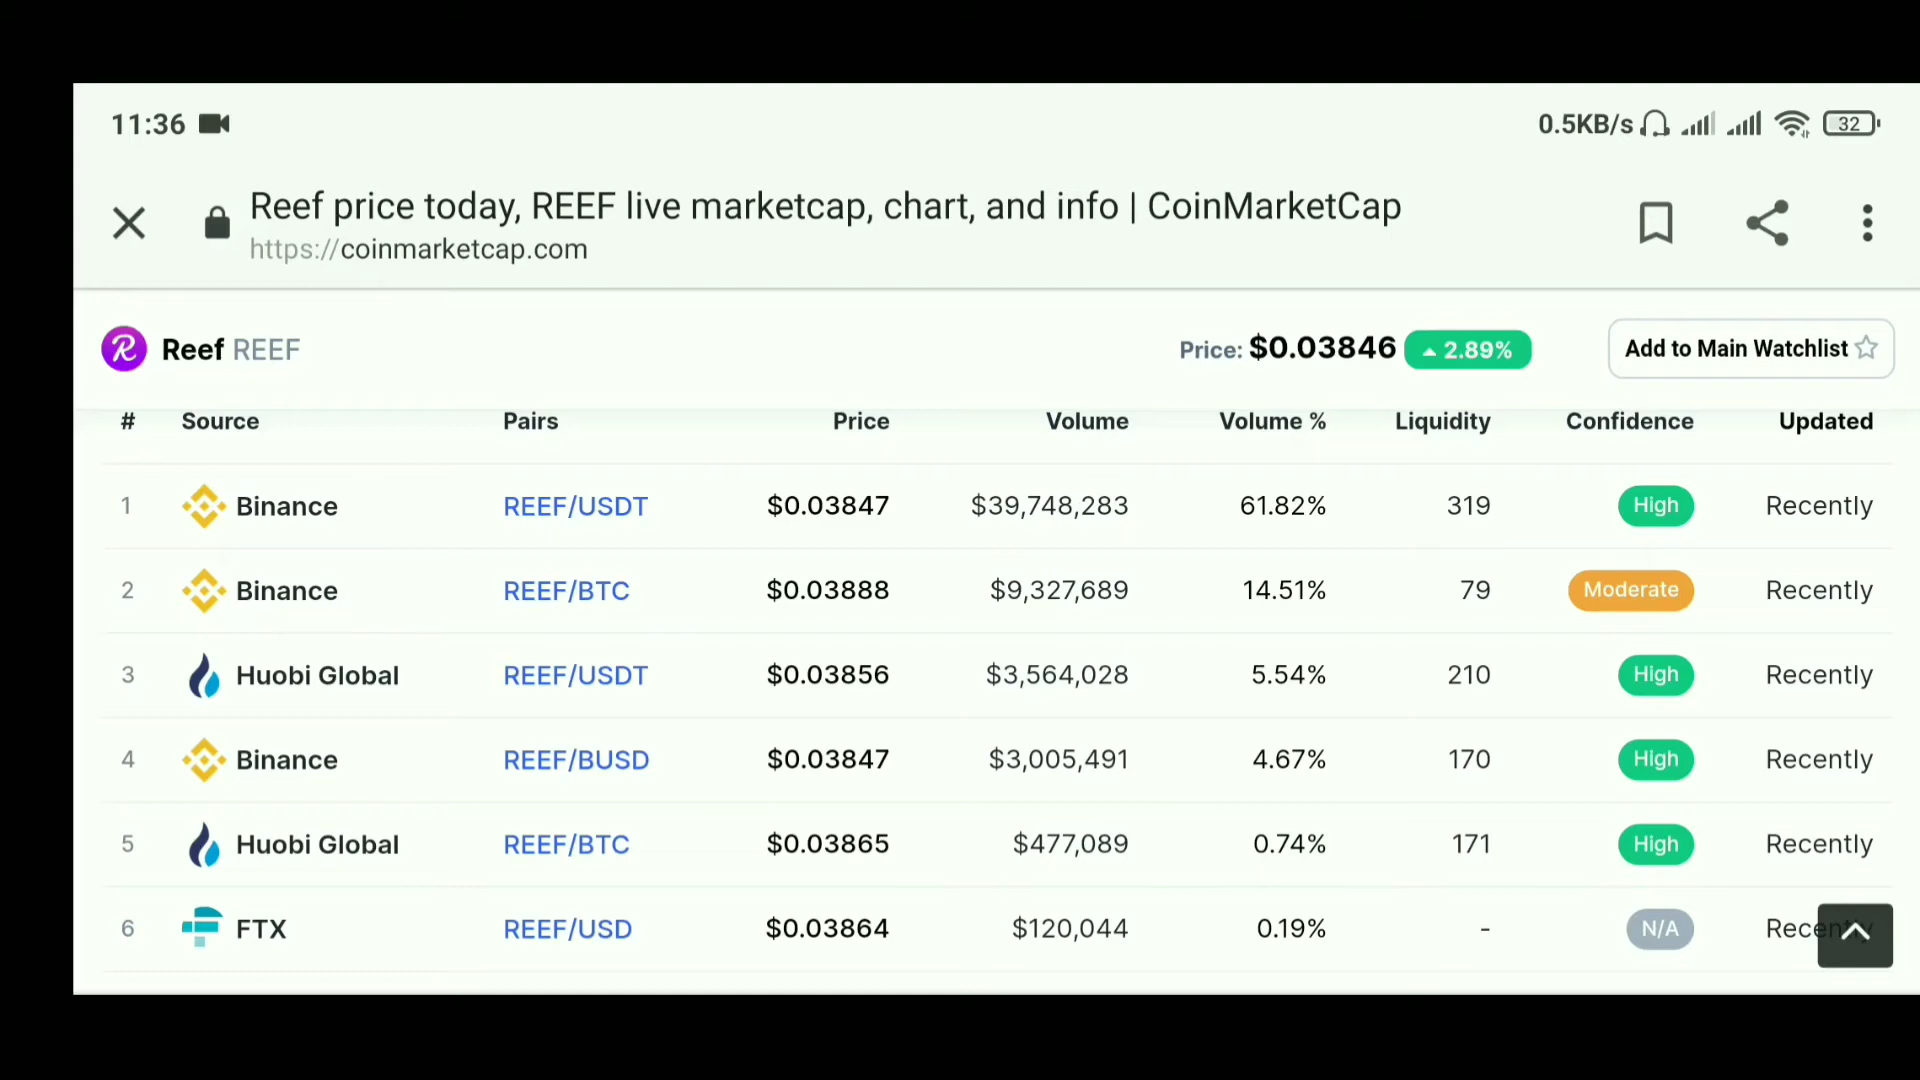 11:36 0.5KB/s 32
Reef price today, REEF live marketcap, chart, and info | CoinMarketCap
https://coinmarketcap.com
Reef REEF Price: $0.03846 2.89% Add to Main Watchlist
# Source Pairs Price Volume Volume % Liquidity Confidence Updated
1 Binance REEF/USDT $0.03847 $39,748,283 61.82% 319 High Recently
2 Binance REEF/BTC $0.03888 $9,327,689 14.51% 79 Moderate Recently
3 Huobi Global REEF/USDT $0.03856 $3,564,028 5.54% 210 High Recently
4 Binance REEF/BUSD $0.03847 $3,005,491 4.67% 170 High Recently
5 Huobi Global REEF/BTC $0.03865 $477,089 0.74% 171 High Recently
6 FTX REEF/USD $0.03864 $120,044 0.19% - N/A Recently